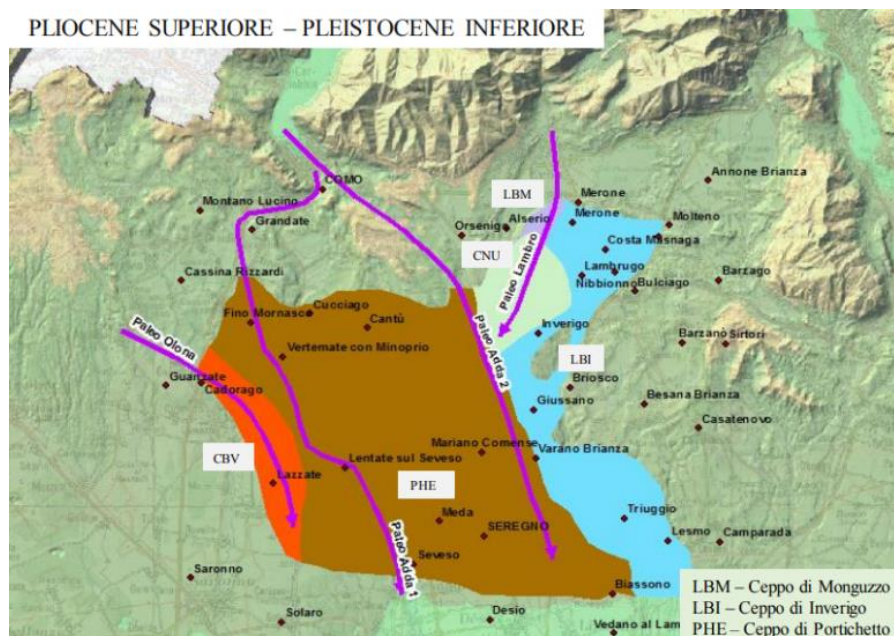 PLIOCENE SUPERIORE – PLEISTOCENE INFERIORE
COMO
Annone Brianza
LBM
Merone
Montano Lucino
Grandate
Orsenigo
Alserio
Merone
Molteno
Costa Masnaga
CNU
Paleo Lambro
Cassina Rizzardi
Lambrugo
Nibbionno
Bulciago
Barzago
Fino Mornasco
Cucciago
Cantù
Paleo Olona
Paleo Adda 2
Inverigo
Barzanò
Sirtori
Vertemate con Minoprio
LBI
Guanzate
Cadorago
Briosco
Giussano
Besana Brianza
Casatenovo
CBV
Mariano Comense
Varano Brianza
Lentate sul Seveso
Lazzate
PHE
Meda
Triuggio
SEREGNO
Lesmo
Camparada
Saronno
Seveso
Paleo Adda 1
Biassono
Solaro
Desio
Vedano al Lam
LBM – Ceppo di Monguzzo
LBI – Ceppo di Inverigo
PHE – Ceppo di Portichetto